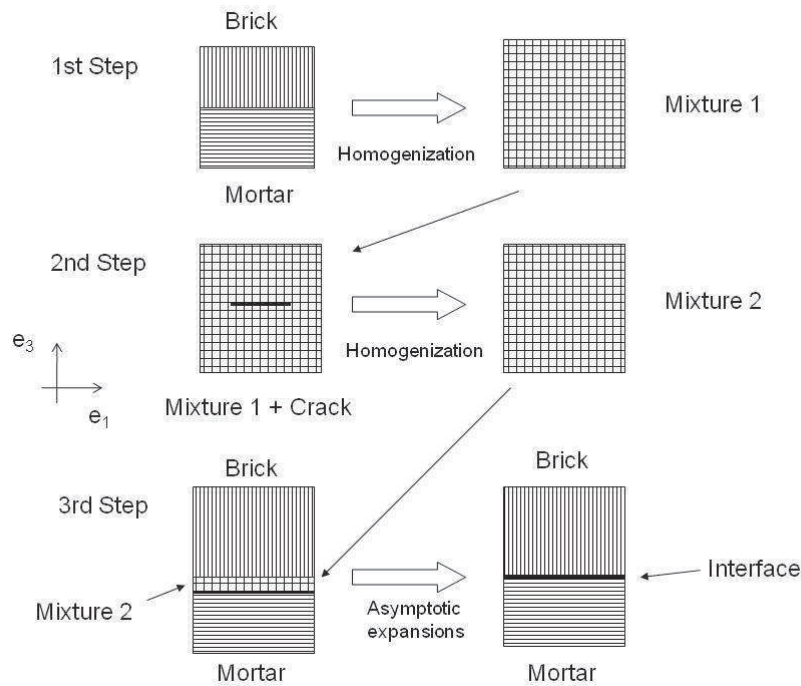 Brick
1st Step
Mixture 1
Homogenization
Mortar
2nd Step
Mixture 2
Homogenization
e3
e1
Mixture 1 + Crack
Brick
Brick
3rd Step
Interface
Mixture 2
Asymptotic
expansions
Mortar
Mortar